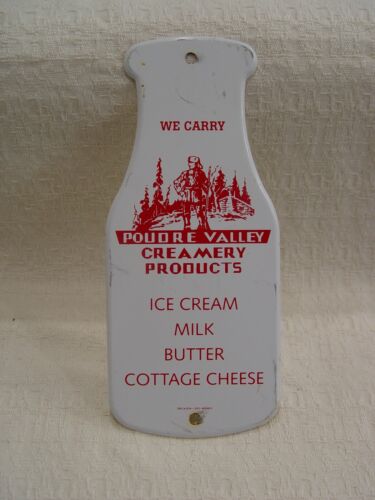 WE CARRY
POUDRE VALLEY
CREAMERY
PRODUCTS
ICE CREAM
MILK
BUTTER
COTTAGE CHEESE